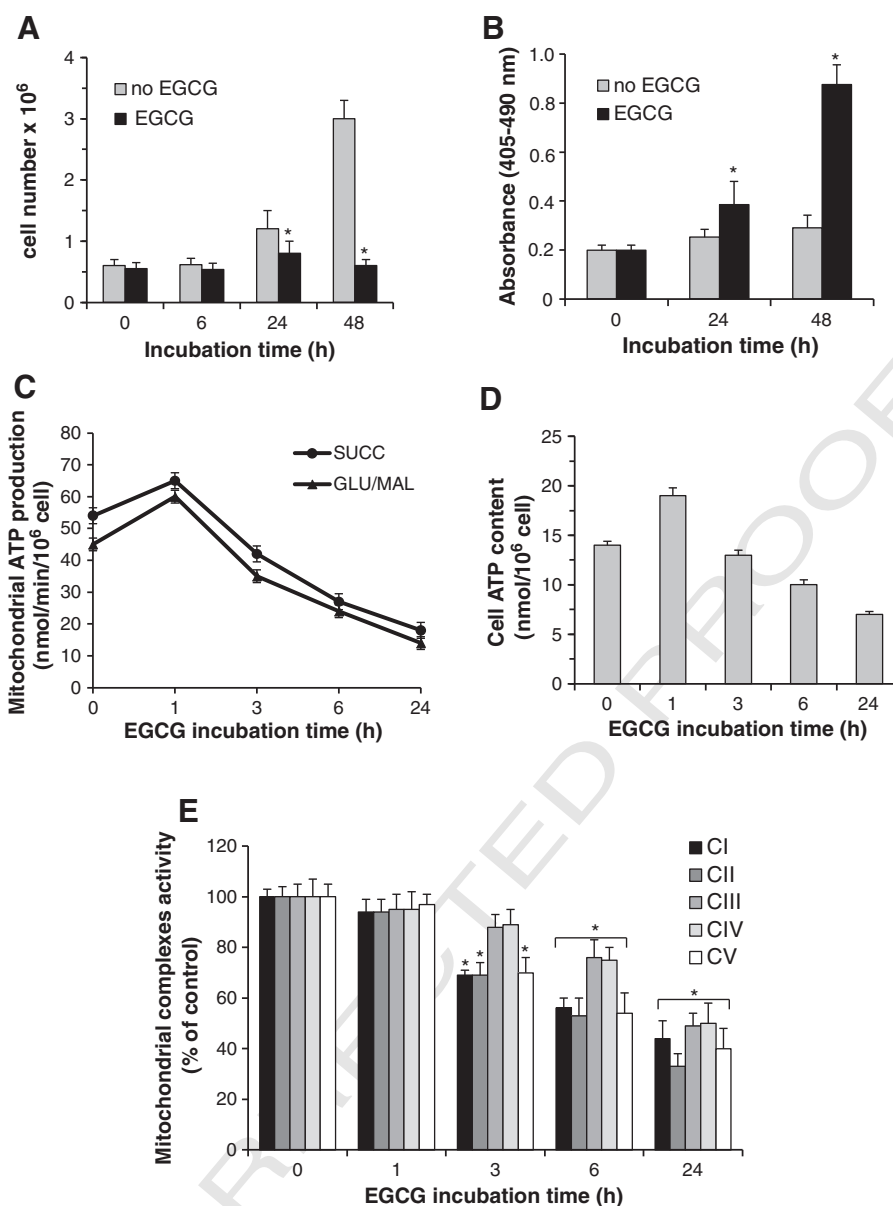 A
cell number x 10⁶
4
3
2
1
0
no EGCG
EGCG
*
*
0 6 24 48
Incubation time (h)
B
Absorbance (405-490 nm)
1.0
0.8
0.6
0.4
0.2
0
no EGCG
EGCG
*
*
0 24 48
Incubation time (h)
C
Mitochondrial ATP production
(nmol/min/10⁶ cell)
80
70
60
50
40
30
20
10
0
SUCC
GLU/MAL
0 1 3 6 24
EGCG incubation time (h)
D
Cell ATP content
(nmol/10⁶ cell)
25
20
15
10
5
0
0 1 3 6 24
EGCG incubation time (h)
E
Mitochondrial complexes activity
(% of control)
120
100
80
60
40
20
0
CI
CII
CIII
CIV
CV
* * *
*
*
0 1 3 6 24
EGCG incubation time (h)